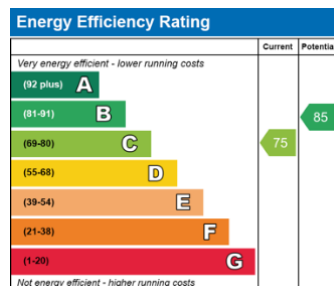 Energy Efficiency Rating
Current Potentia
Very energy efficient - lower running costs
(92 plus) A
(81-91) B
85
(69-80) C
75
(55-68) D
(39-54) E
(21-38) F
(1-20) G
Not energy efficient - higher running costs